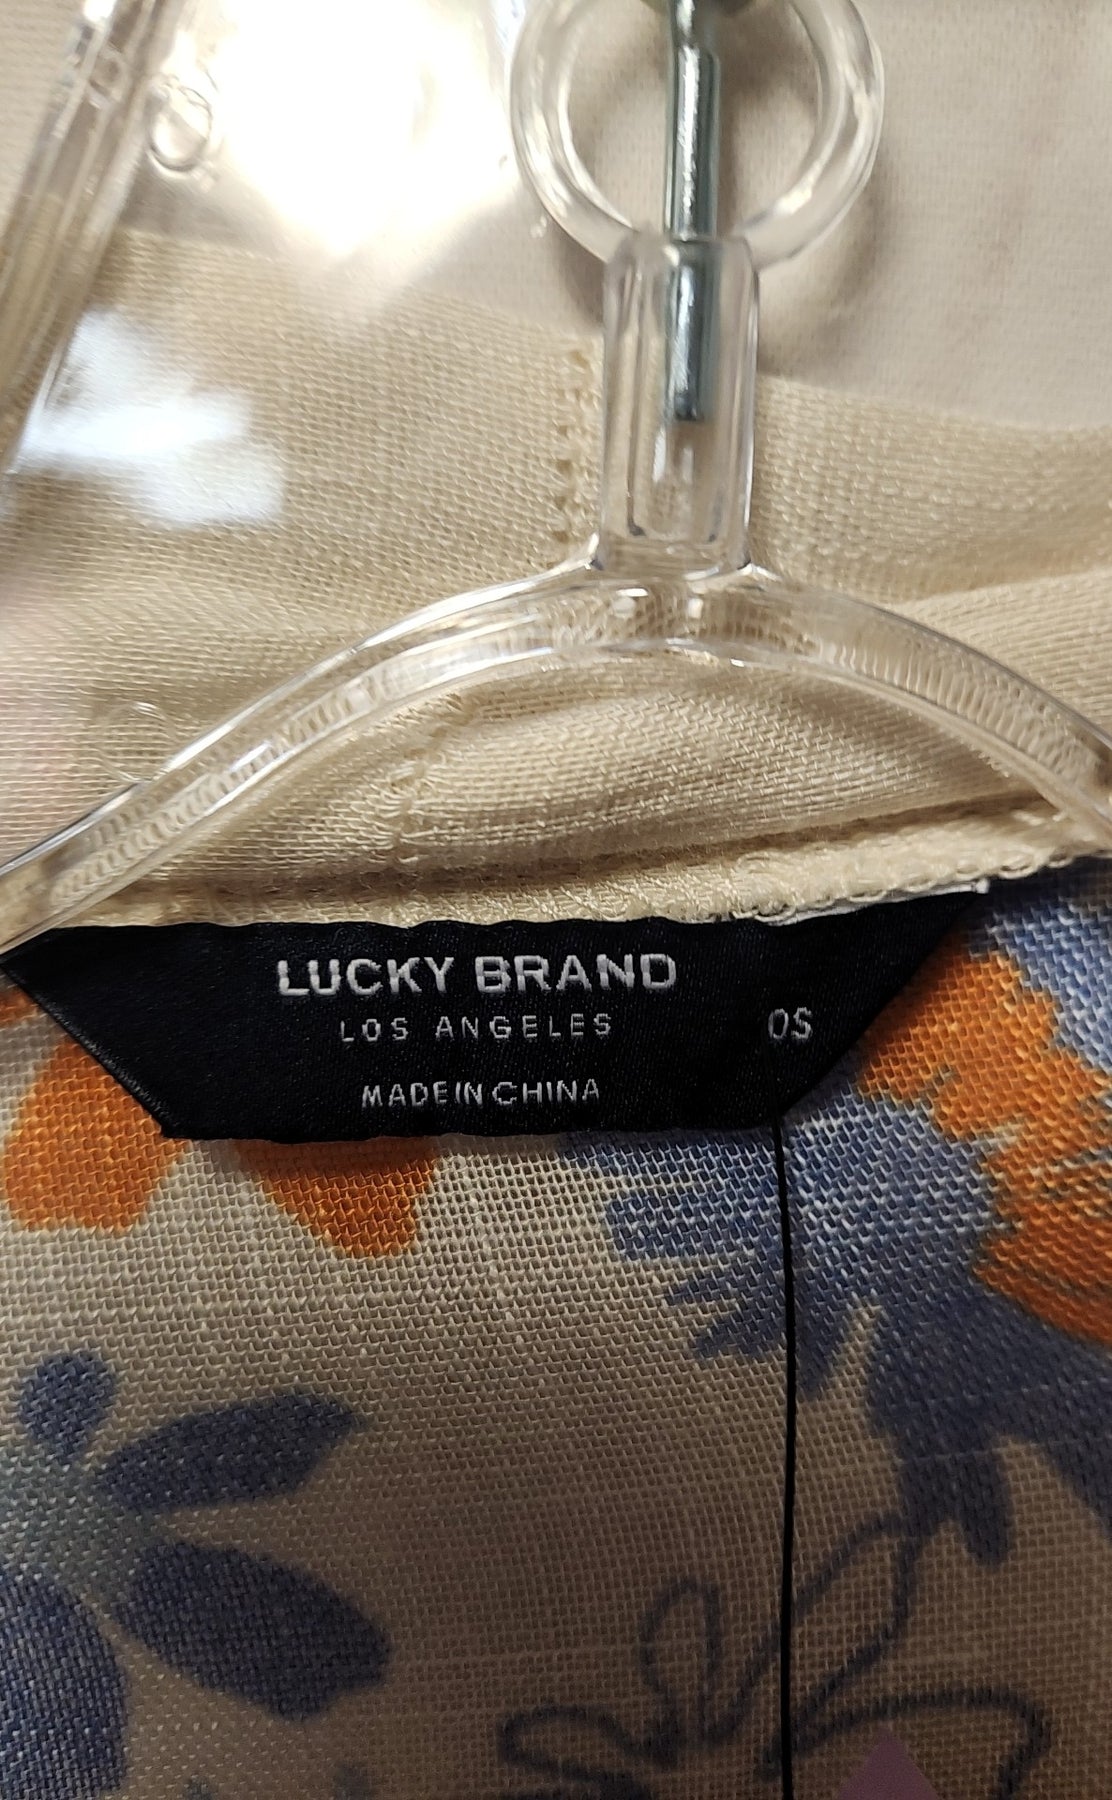 LUCKY BRAND
LOS ANGELES
OS
MADE IN CHINA